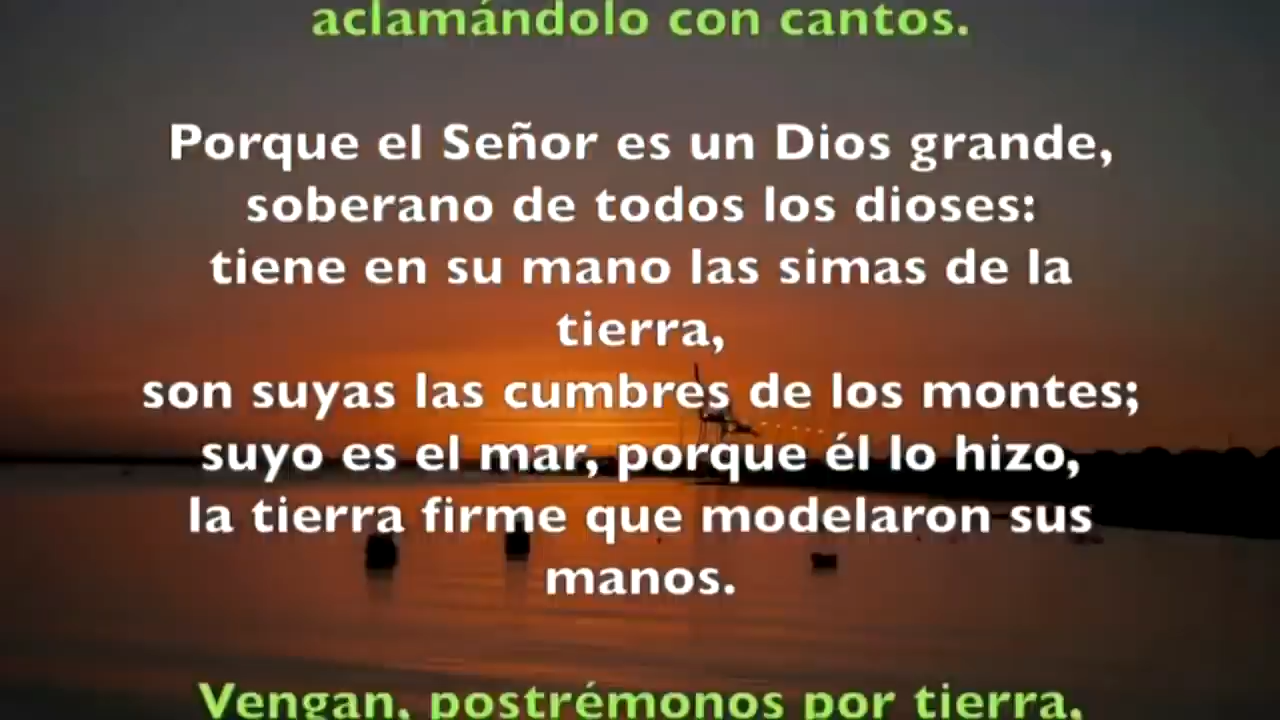 aclamándolo con cantos.
Porque el Señor es un Dios grande,
soberano de todos los dioses:
tiene en su mano las simas de la
tierra,
son suyas las cumbres de los montes;
suyo es el mar, porque él lo hizo,
la tierra firme que modelaron sus
manos.
Vengan, postrémonos por tierra,